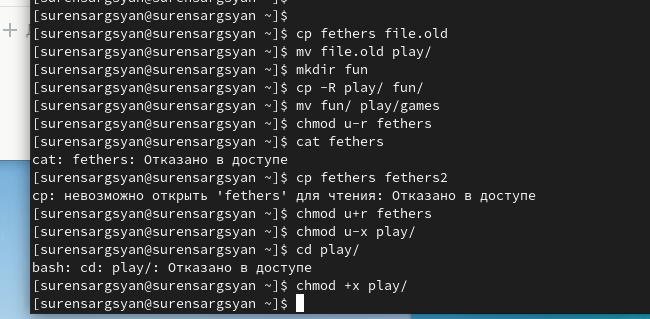 [surensargsyan@surensargsyan ~]$
[surensargsyan@surensargsyan ~]$
[surensargsyan@surensargsyan ~]$ cp fethers file.old
[surensargsyan@surensargsyan ~]$ mv file.old play/
[surensargsyan@surensargsyan ~]$ mkdir fun
[surensargsyan@surensargsyan ~]$ cp -R play/ fun/
[surensargsyan@surensargsyan ~]$ mv fun/ play/games
[surensargsyan@surensargsyan ~]$ chmod u-r fethers
[surensargsyan@surensargsyan ~]$ cat fethers
cat: fethers: Отказано в доступе
[surensargsyan@surensargsyan ~]$ cp fethers fethers2
cp: невозможно открыть 'fethers' для чтения: Отказано в доступе
[surensargsyan@surensargsyan ~]$ chmod u+r fethers
[surensargsyan@surensargsyan ~]$ chmod u-x play/
[surensargsyan@surensargsyan ~]$ cd play/
bash: cd: play/: Отказано в доступе
[surensargsyan@surensargsyan ~]$ chmod +x play/
[surensargsyan@surensargsyan ~]$